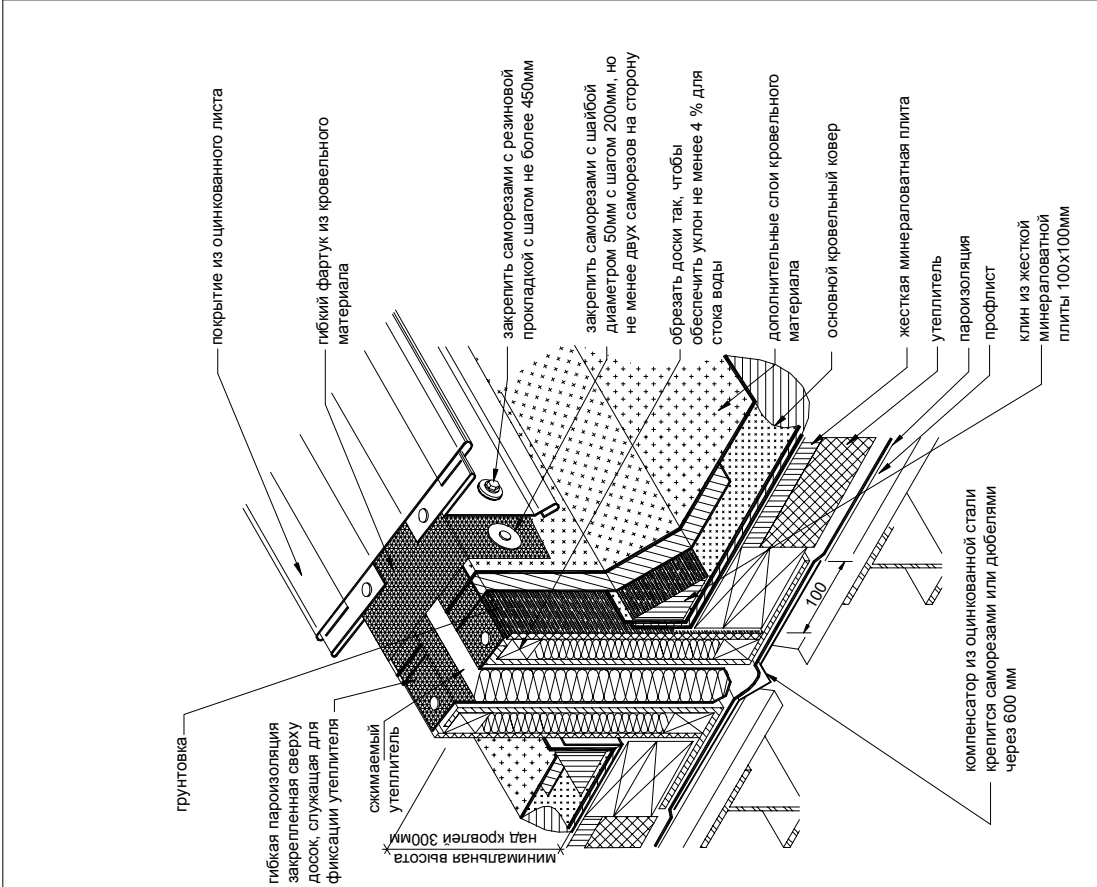 покрытие из оцинкованного листа
гибкий фартук из кровельного
материала
закрепить саморезами с резиновой
прокладкой с шагом не более 450мм
закрепить саморезами с шайбой
диаметром 50мм с шагом 200мм, но
не менее двух саморезов на сторону
обрезать доски так, чтобы
обеспечить уклон не менее 4 % для
стока воды
дополнительные слои кровельного
материала
основной кровельный ковер
жесткая минераловатная плита
утеплитель
пароизоляция
профлист
клин из жесткой
минераловатной
плиты 100x100мм
грунтовка
гибкая пароизоляция
закрепленная сверху
досок, служащая для
фиксации утеплителя
сжимаемый
утеплитель
минимальная высота
над кровлей 300мм
100
компенсатор из оцинкованной стали
крепится саморезами или дюбелями
через 600 мм